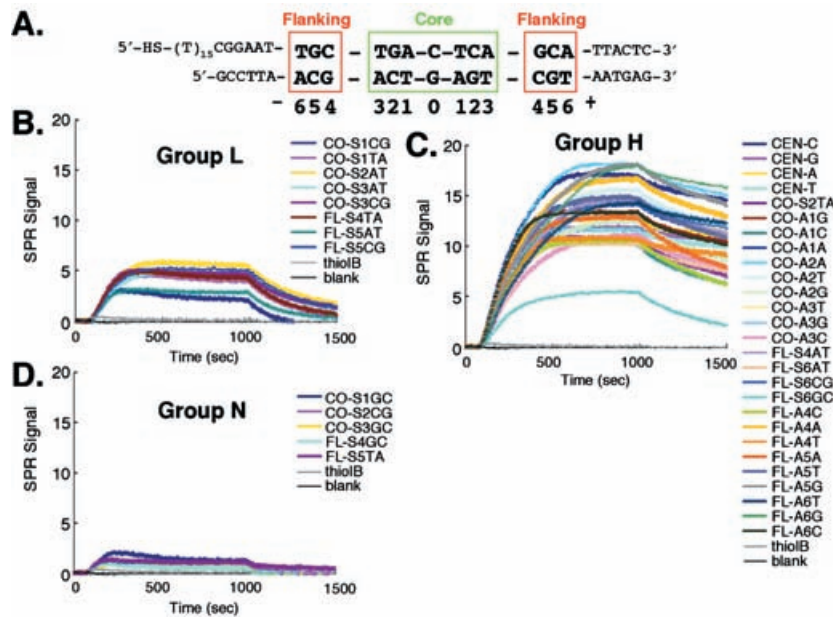 A.
Flanking Core Flanking
5´-HS-(T)15CGGAAT- TGC - TGA-C-TCA - GCA -TTACTC-3´
5´-GCCTTA- ACG - ACT-G-AGT - CGT -AATGAG-3´
- 654 321 0 123 456 +
B.
Group L
SPR Signal
20
15
10
5
0
0 500 1000 1500
Time (sec)
CO-S1CG
CO-S1TA
CO-S2AT
CO-S3AT
CO-S3CG
FL-S4TA
FL-S5AT
FL-S5CG
thiolB
blank
C.
Group H
SPR Signal
20
15
10
5
0
0 500 1000 1500
Time (sec)
CEN-C
CEN-G
CEN-A
CEN-T
CO-S2TA
CO-A1G
CO-A1C
CO-A1A
CO-A2A
CO-A2T
CO-A2G
CO-A3T
CO-A3G
CO-A3C
FL-S4AT
FL-S6AT
FL-S6CG
FL-S6GC
FL-A4C
FL-A4A
FL-A4T
FL-A5A
FL-A5T
FL-A5G
FL-A6T
FL-A6G
FL-A6C
thiolB
blank
D.
Group N
SPR Signal
20
15
10
5
0
0 500 1000 1500
Time (sec)
CO-S1GC
CO-S2CG
CO-S3GC
FL-S4GC
FL-S5TA
thiolB
blank